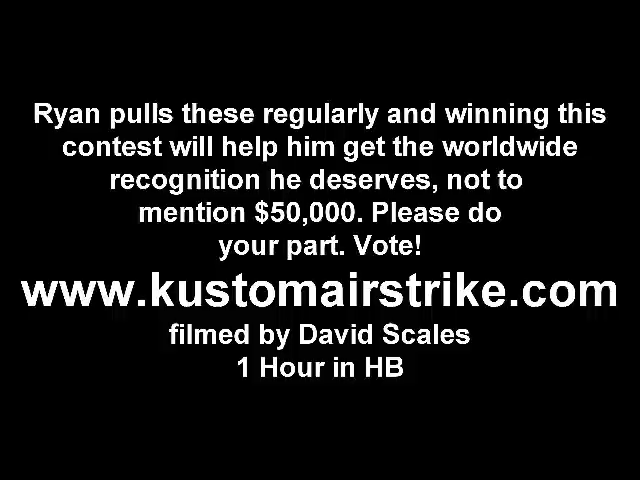 Ryan pulls these regularly and winning this
contest will help him get the worldwide
recognition he deserves, not to
mention $50,000. Please do
your part. Vote!
www.kustomairstrike.com
filmed by David Scales
1 Hour in HB